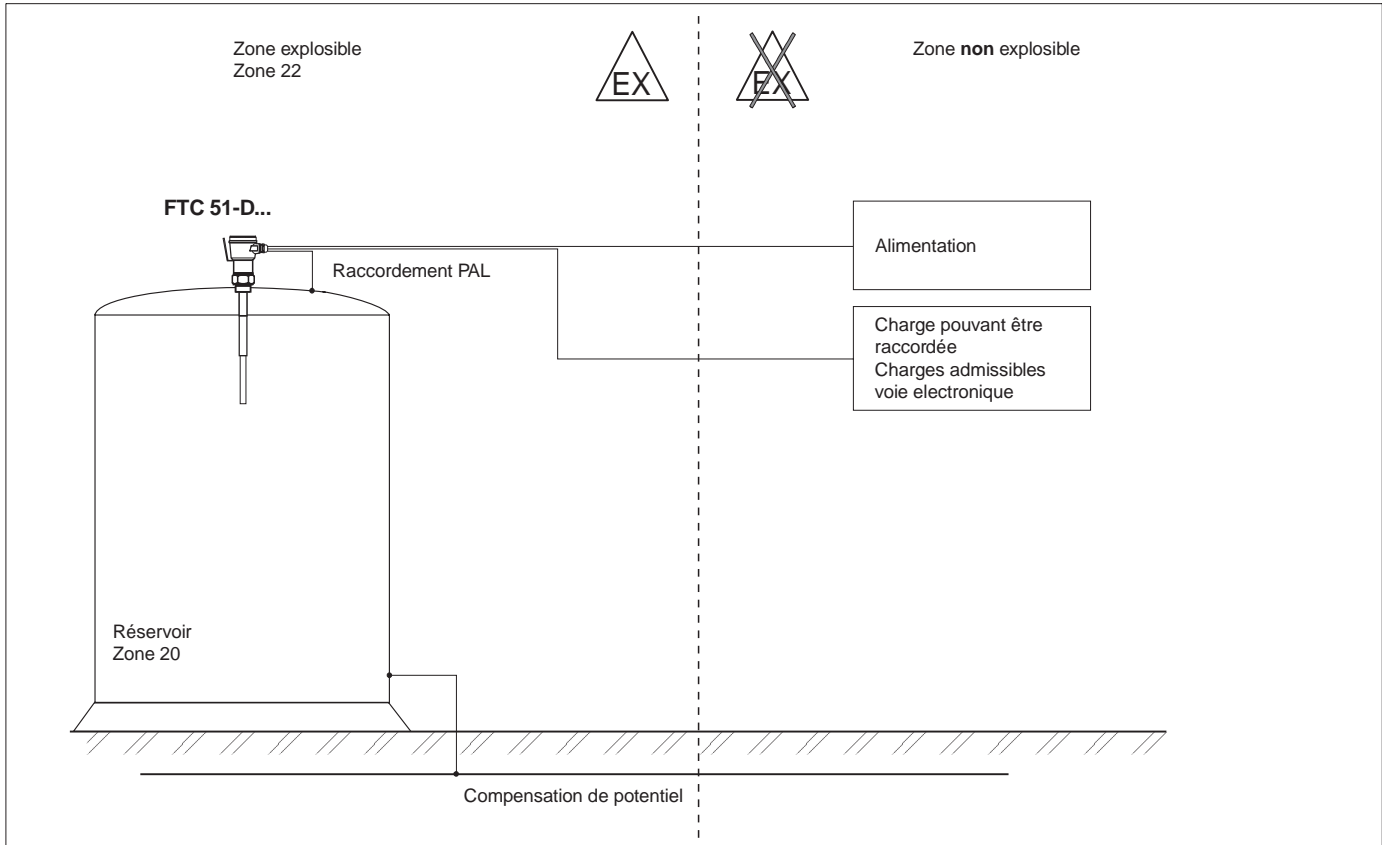 Zone explosible
Zone 22
EX
EX
Zone non explosible
FTC 51-D...
Raccordement PAL
Alimentation
Charge pouvant être
raccordée
Charges admissibles
voie electronique
Réservoir
Zone 20
Compensation de potentiel